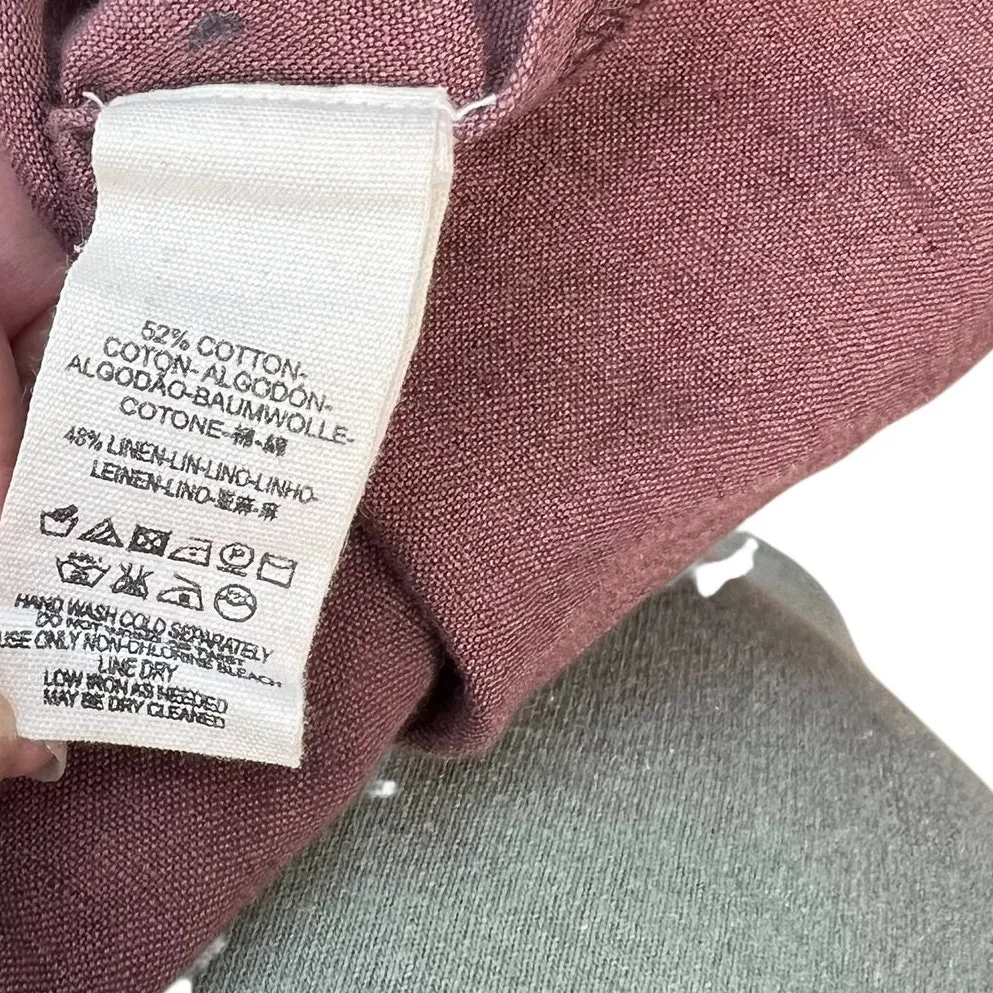 52% COTTON-
COTON-ALGODÓN-
ALGODÃO-BAUMWOLLE-
COTONE-棉-綿
48% LINEN-LIN-LINO-LINHO-
LEINEN-LINO-亚麻-麻
P
HAND WASH COLD SEPARATELY
DO NOT
USE ONLY NON-CHLORINE BLEACH
LINE DRY
LOW IRON AS NEEDED
MAY BE DRY CLEANED